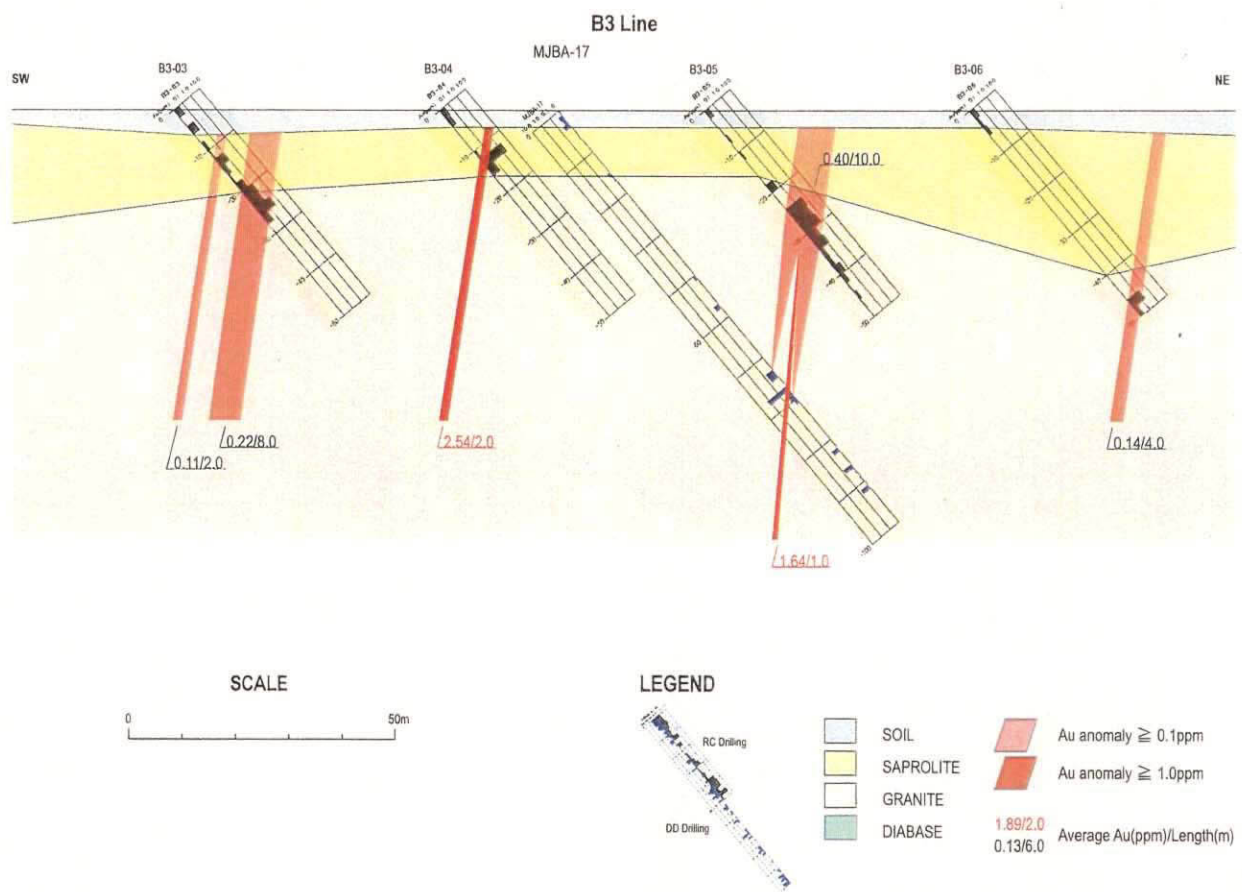 B3 Line
MJBA-17
SW
B3-03
B3-04
B3-05
B3-06
NE
0.40/10.0
0.22/8.0
0.11/2.0
2.54/2.0
0.14/4.0
1.64/1.0
SCALE
0
50m
LEGEND
RC Drilling
DD Drilling
SOIL
SAPROLITE
GRANITE
DIABASE
Au anomaly ≧ 0.1ppm
Au anomaly ≧ 1.0ppm
1.89/2.0
0.13/6.0
Average Au(ppm)/Length(m)